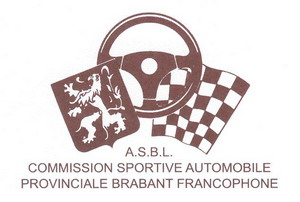 A.S.B.L.
COMMISSION SPORTIVE AUTOMOBILE
PROVINCIALE BRABANT FRANCOPHONE